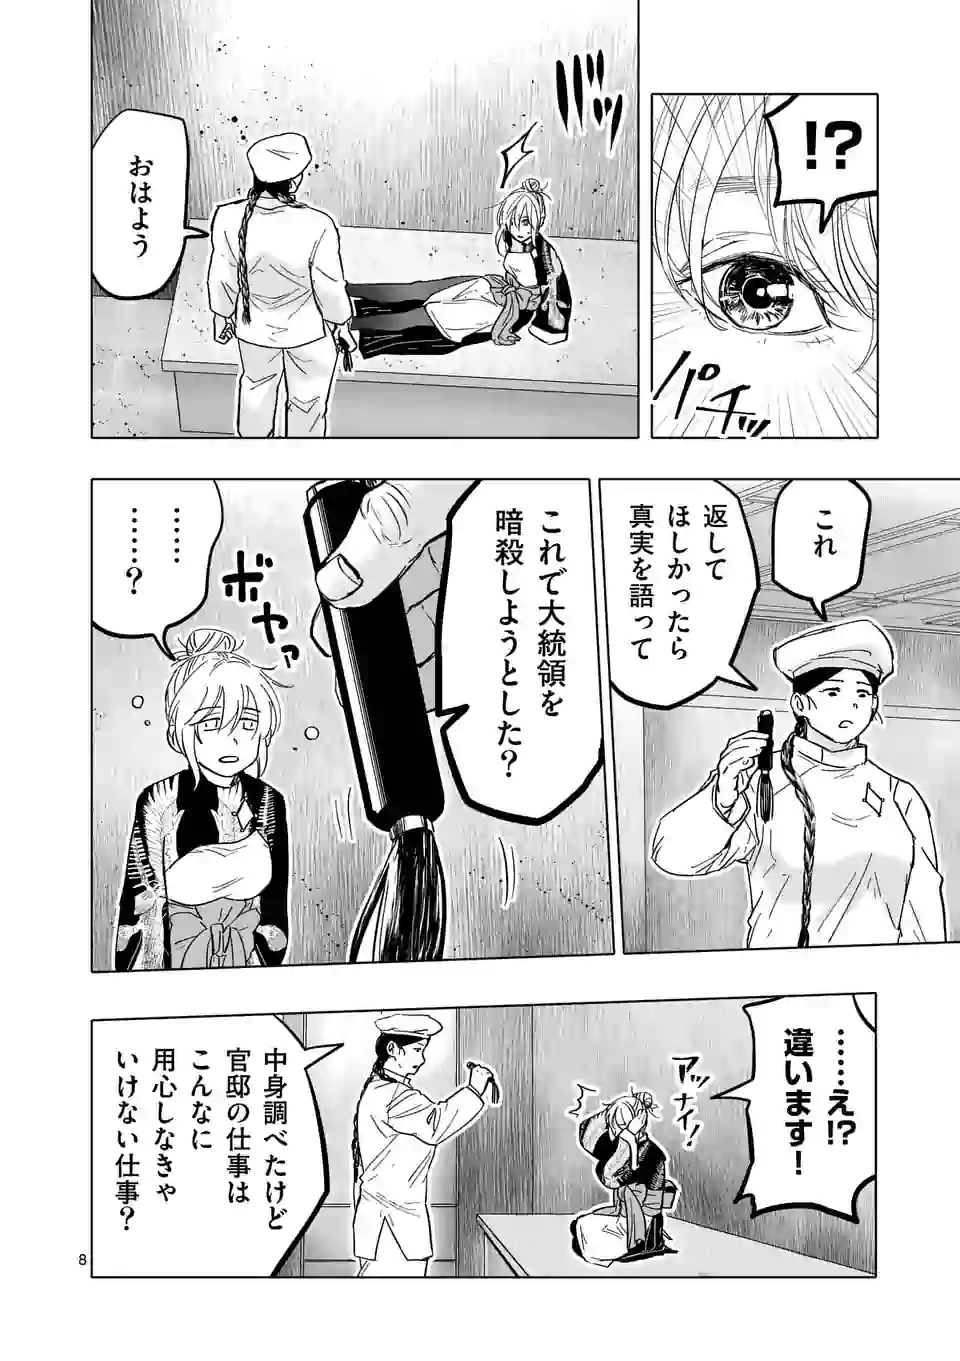 !?
パチッ
ビッ
おはよう
これ
返して
ほしかったら
真実を語って
これで大統領を
暗殺しようとした?
ボヤァ
……
……?
……え!?
違います!
アッナイ!
中身調べたけど
官邸の仕事は
こんなに
用心しなきゃ
いけない仕事?
8